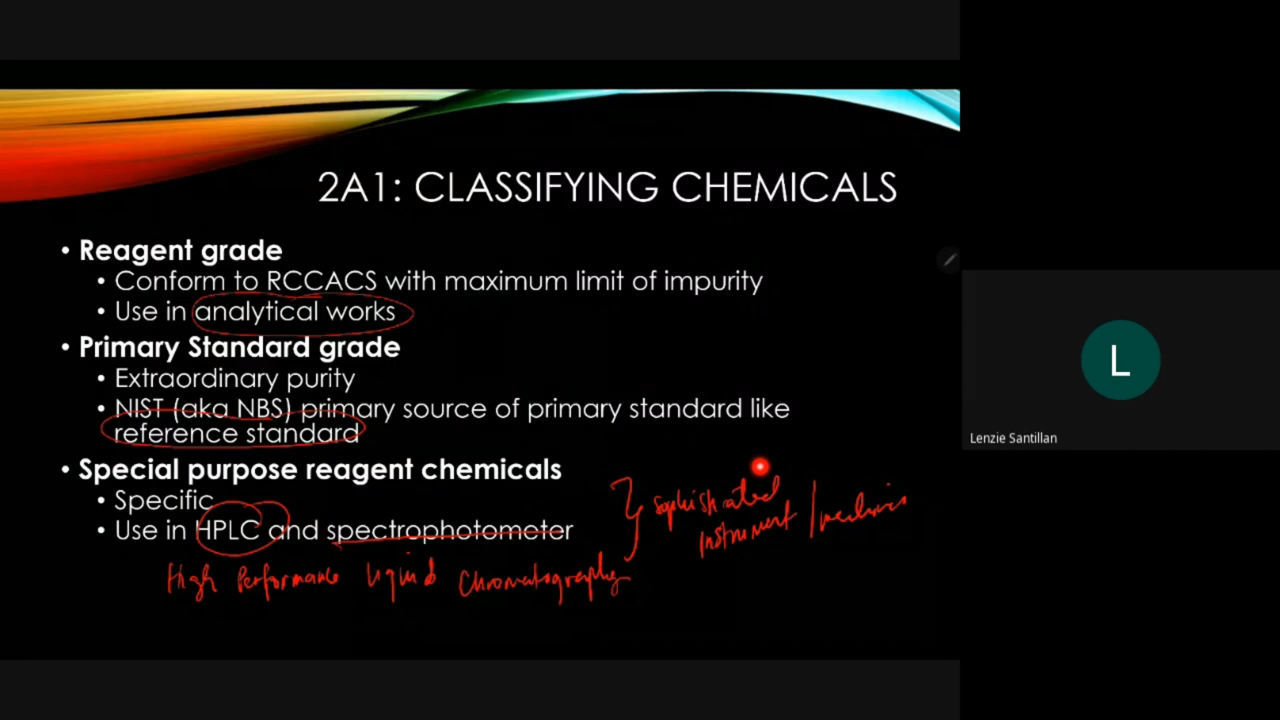 2A1: CLASSIFYING CHEMICALS
• Reagent grade
• Conform to RCCACS with maximum limit of impurity
• Use in analytical works
• Primary Standard grade
• Extraordinary purity
• NIST (aka NBS) primary source of primary standard like
reference standard
• Special purpose reagent chemicals
• Specific
• Use in HPLC and spectrophotometer
High Performance Liquid Chromatography
} sophisticated
instrument /
L
Lenzie Santillan